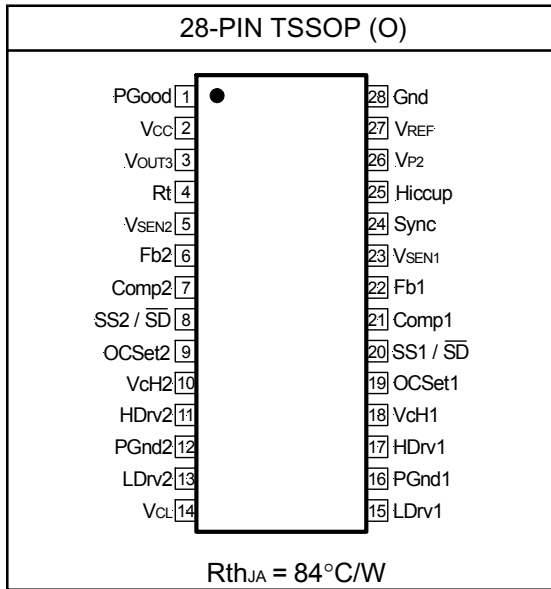 28-PIN TSSOP (O)
PGood 1
VCC 2
VOUT3 3
Rt 4
VSEN2 5
Fb2 6
Comp2 7
SS2 / S̅D̅ 8
OCSet2 9
VcH2 10
HDrv2 11
PGnd2 12
LDrv2 13
VCL 14
28 Gnd
27 VREF
26 VP2
25 Hiccup
24 Sync
23 VSEN1
22 Fb1
21 Comp1
20 SS1 / S̅D̅
19 OCSet1
18 VcH1
17 HDrv1
16 PGnd1
15 LDrv1
RthJA = 84°C/W